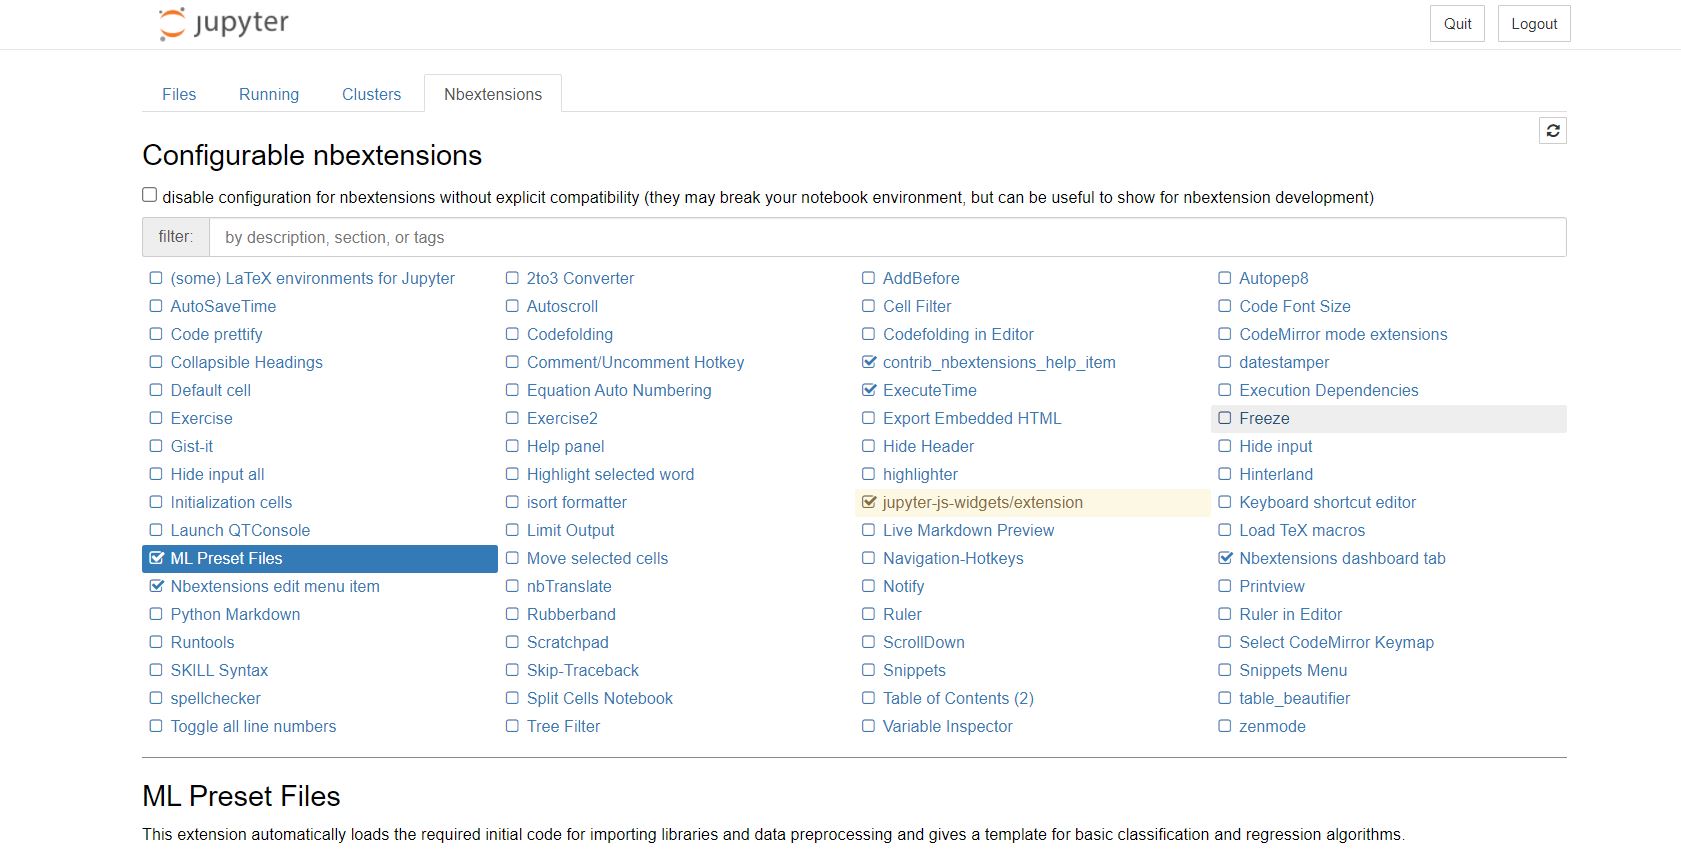 jupyter Quit Logout
Files Running Clusters Nbextensions
Configurable nbextensions
disable configuration for nbextensions without explicit compatibility (they may break your notebook environment, but can be useful to show for nbextension development)
filter: by description, section, or tags
(some) LaTeX environments for Jupyter 2to3 Converter AddBefore Autopep8
AutoSaveTime Autoscroll Cell Filter Code Font Size
Code prettify Codefolding Codefolding in Editor CodeMirror mode extensions
Collapsible Headings Comment/Uncomment Hotkey contrib_nbextensions_help_item datestamper
Default cell Equation Auto Numbering ExecuteTime Execution Dependencies
Exercise Exercise2 Export Embedded HTML Freeze
Gist-it Help panel Hide Header Hide input
Hide input all Highlight selected word highlighter Hinterland
Initialization cells isort formatter jupyter-js-widgets/extension Keyboard shortcut editor
Launch QTConsole Limit Output Live Markdown Preview Load TeX macros
ML Preset Files Move selected cells Navigation-Hotkeys Nbextensions dashboard tab
Nbextensions edit menu item nbTranslate Notify Printview
Python Markdown Rubberband Ruler Ruler in Editor
Runtools Scratchpad ScrollDown Select CodeMirror Keymap
SKILL Syntax Skip-Traceback Snippets Snippets Menu
spellchecker Split Cells Notebook Table of Contents (2) table_beautifier
Toggle all line numbers Tree Filter Variable Inspector zenmode
ML Preset Files
This extension automatically loads the required initial code for importing libraries and data preprocessing and gives a template for basic classification and regression algorithms.